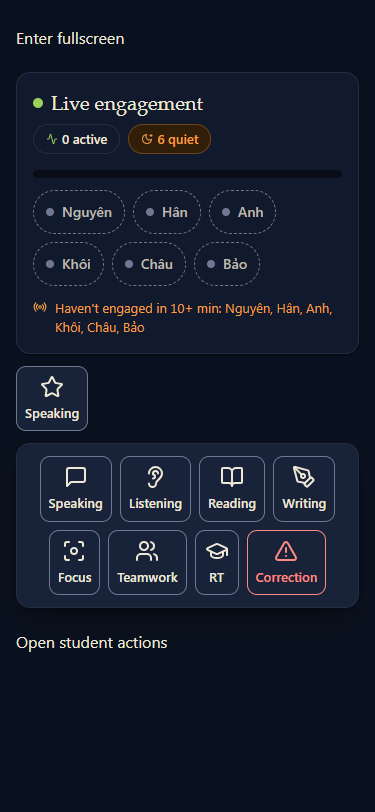 Enter fullscreen
Live engagement
0 active 6 quiet
Nguyên Hân Anh
Khôi Châu Bảo
Haven't engaged in 10+ min: Nguyên, Hân, Anh,
Khôi, Châu, Bảo
Speaking
Speaking Listening Reading Writing
Focus Teamwork RT Correction
Open student actions